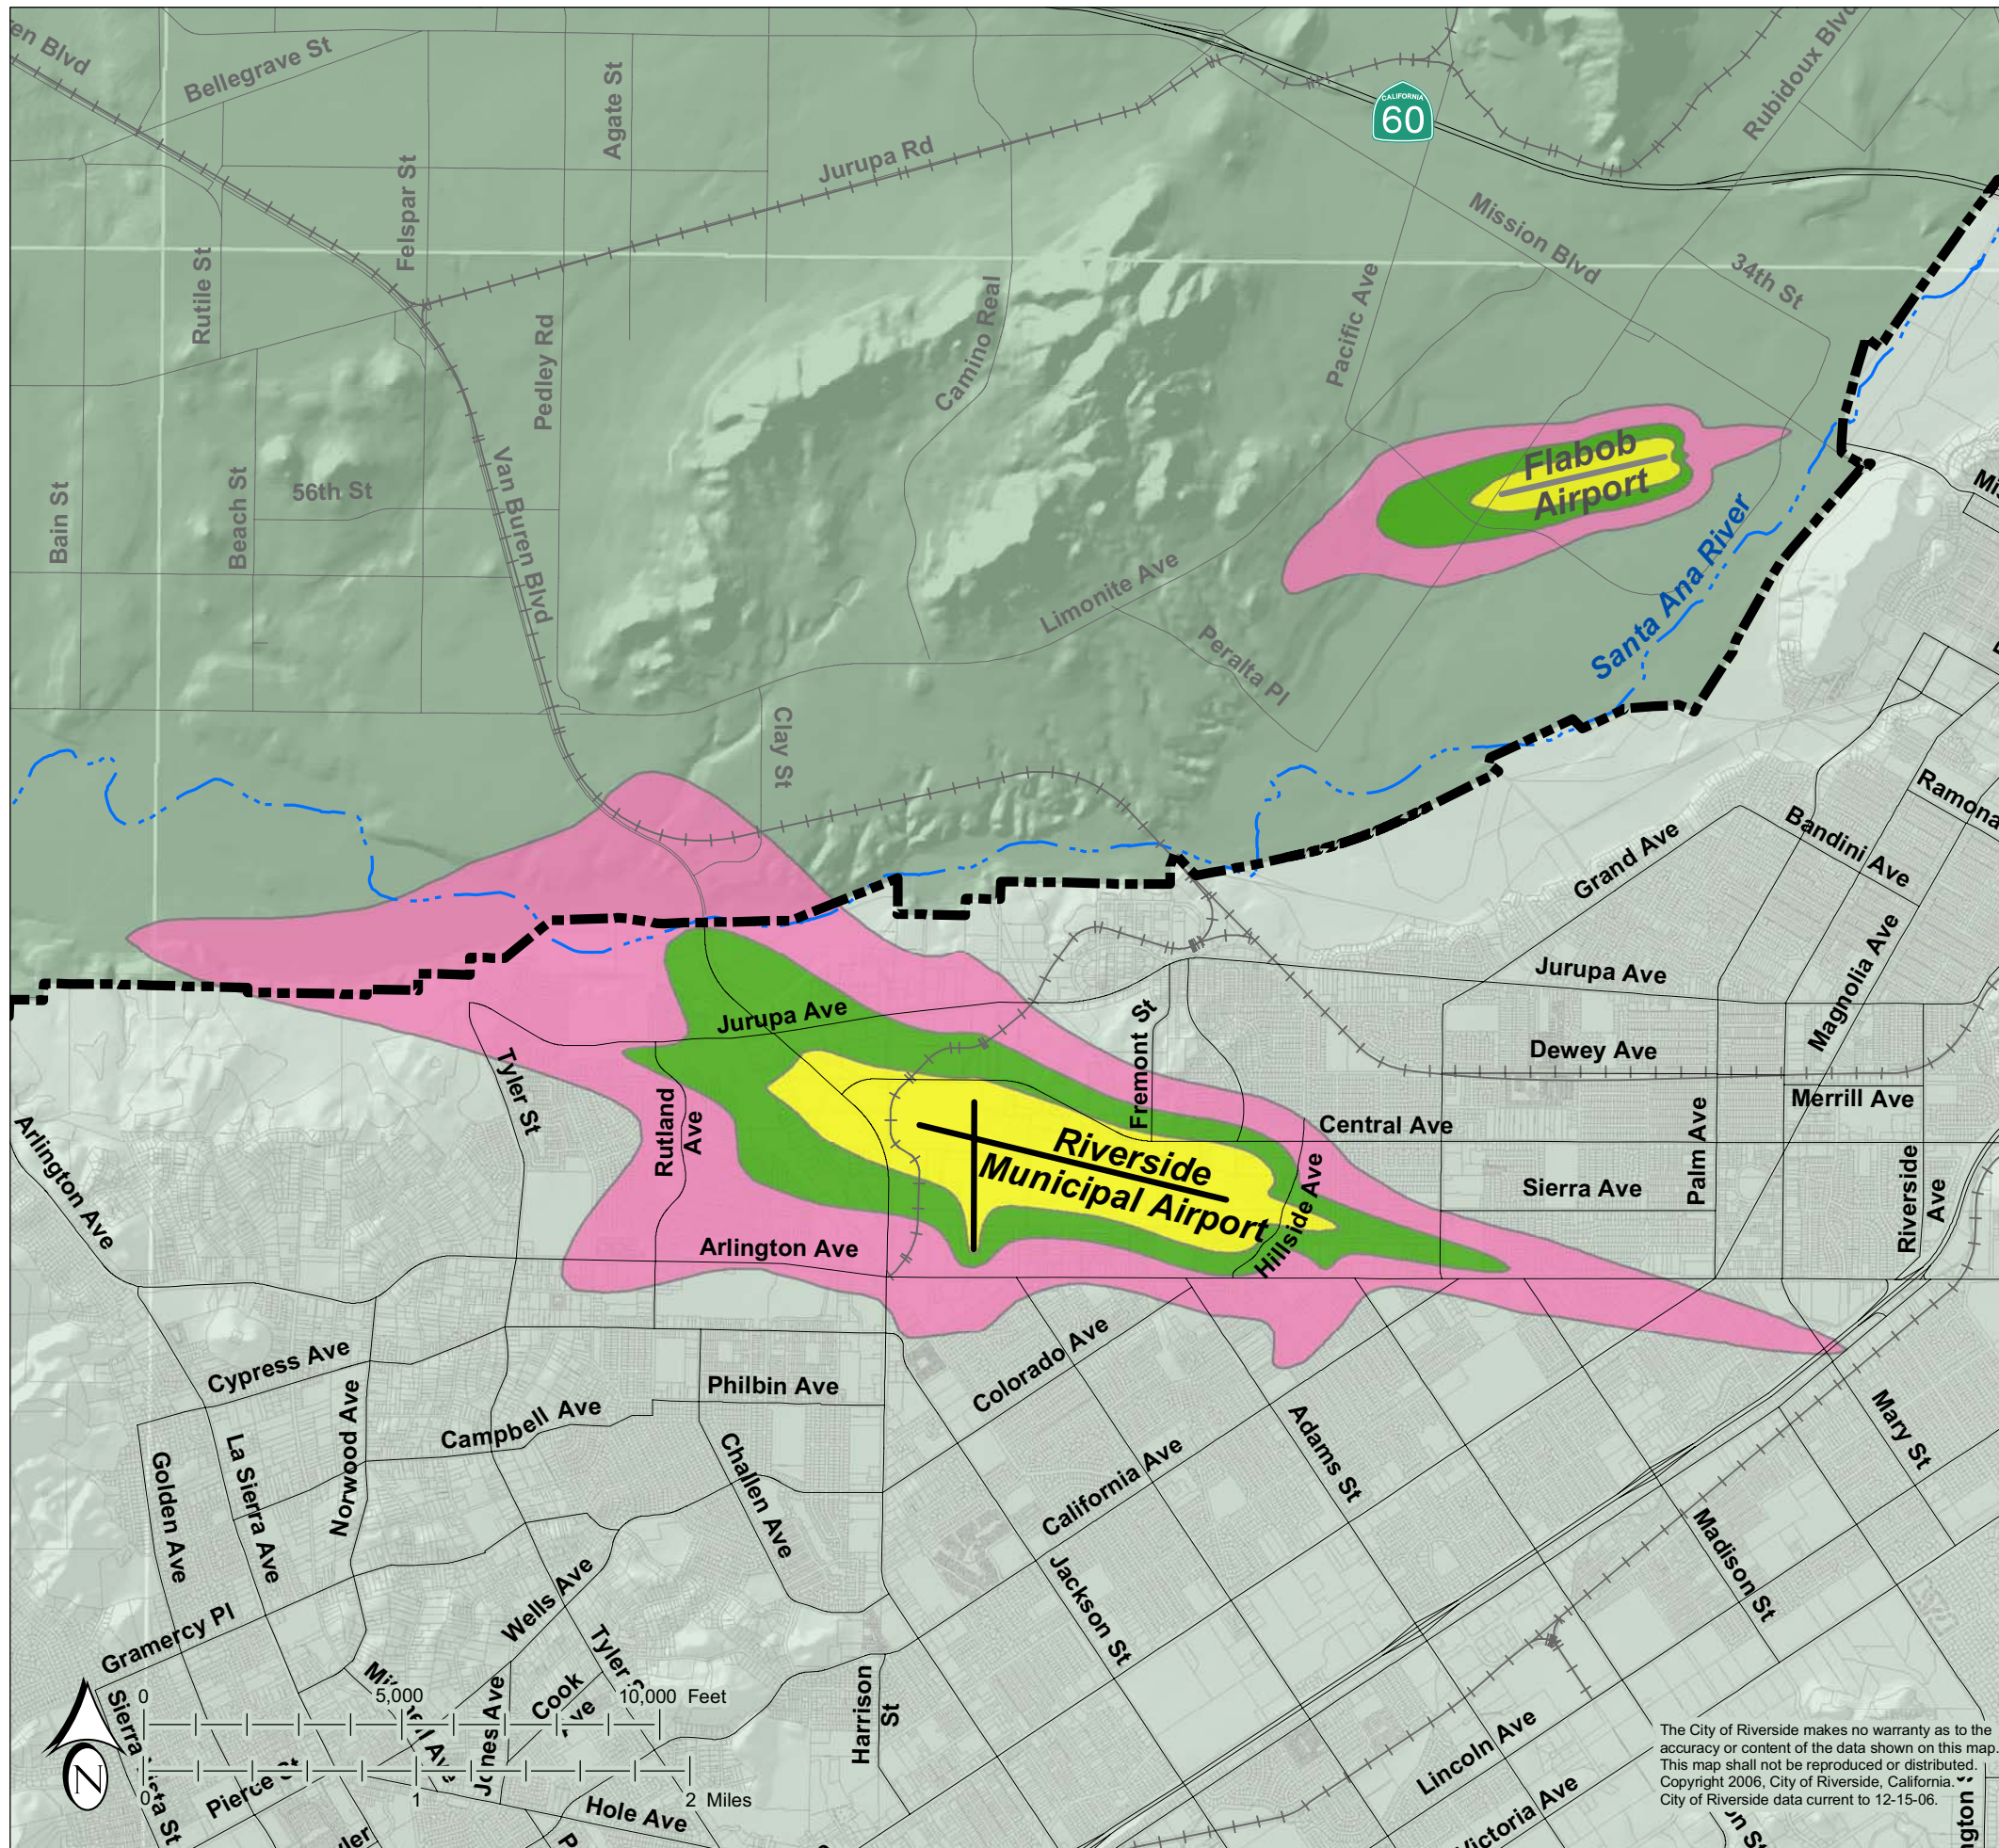 Bellegrave St
Agate St
CALIFORNIA
60
Rubidoux Blvd
Felspar St
Jurupa Rd
Mission Blvd
34th St
Rutile St
Pedley Rd
Camino Real
Pacific Ave
Bain St
Beach St
56th St
Van Buren Blvd
Flabob
Airport
Limonite Ave
Peralta Pl
Santa Ana River
Clay St
Grand Ave
Bandini Ave
Magnolia Ave
Jurupa Ave
Jurupa Ave
Tyler St
Rutland
Ave
Fremont St
Dewey Ave
Merrill Ave
Central Ave
Palm Ave
Riverside
Ave
Sierra Ave
Riverside
Municipal Airport
Hillside Ave
Arlington Ave
Arlington Ave
Cypress Ave
Norwood Ave
Philbin Ave
Colorado Ave
Campbell Ave
Golden Ave
La Sierra Ave
Challen Ave
California Ave
Adams St
Mary St
Madison St
Jackson St
Wells Ave
Gramercy Pl
Cook
Ave
Jones Ave
Harrison
St
Pierce St
Hole Ave
Lincoln Ave
Victoria Ave
N
0 5,000 10,000 Feet
0 1 2 Miles
The City of Riverside makes no warranty as to the
accuracy or content of the data shown on this map.
This map shall not be reproduced or distributed.
Copyright 2006, City of Riverside, California.
City of Riverside data current to 12-15-06.